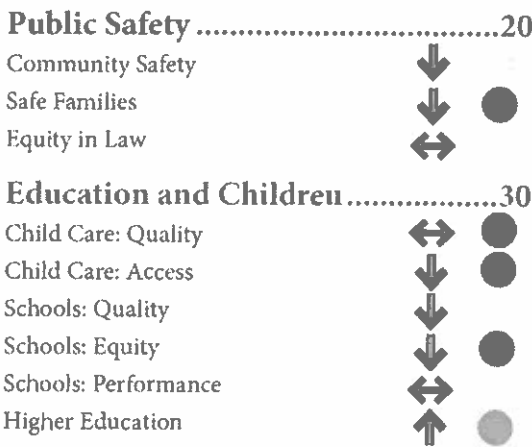 Public Safety ................................20
Community Safety
Safe Families
Equity in Law
Education and Childreu ...................30
Child Care: Quality
Child Care: Access
Schools: Quality
Schools: Equity
Schools: Performance
Higher Education